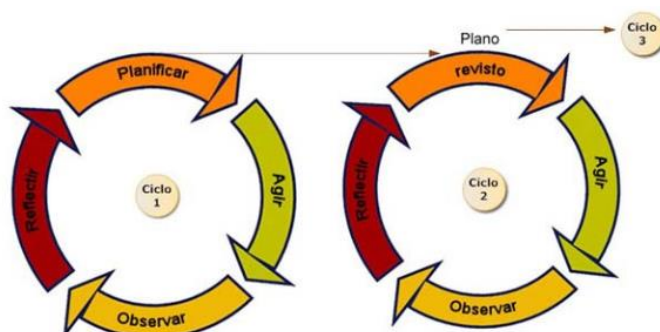 Planificar
Agir
Observar
Reflectir
Ciclo
1
Plano
revisto
Agir
Observar
Reflectir
Ciclo
2
Ciclo
3